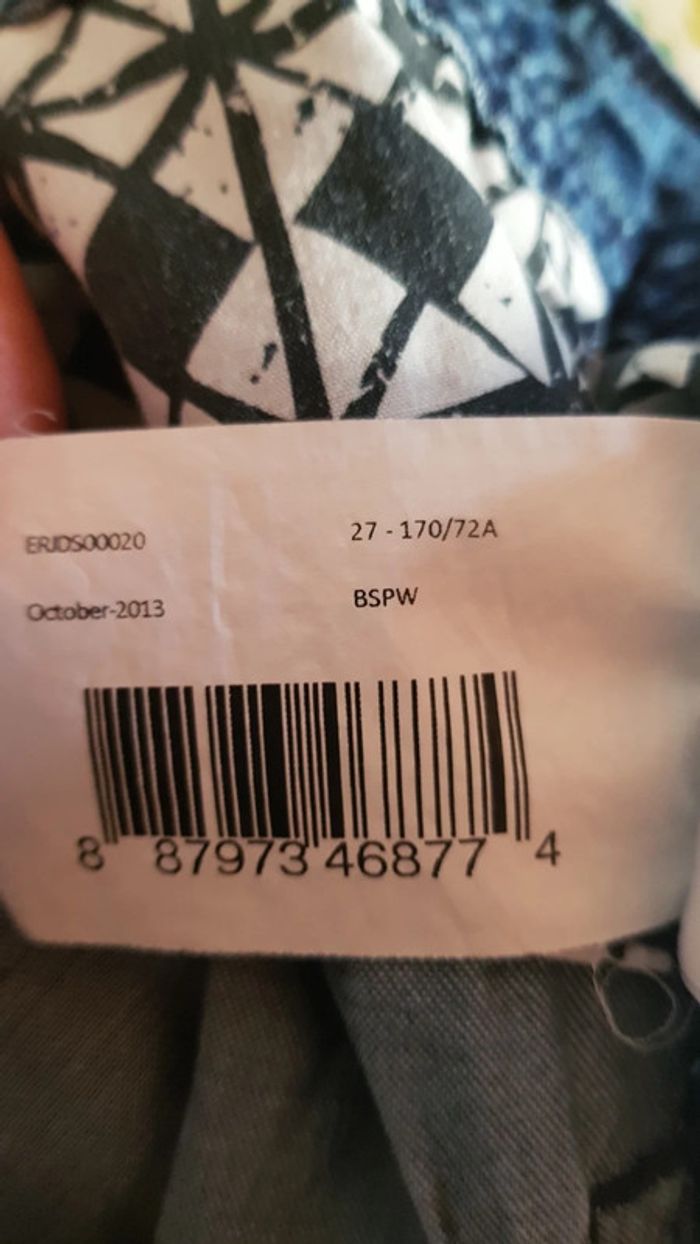 ERJDS00020 27 - 170/72A
October-2013 BSPW
8 87973 46877 4